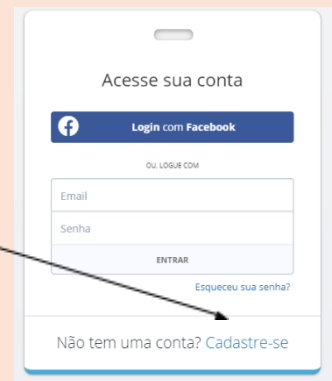 Acesse sua conta
Login com Facebook
OU, LOGUE COM
Email
Senha
ENTRAR
Esqueceu sua senha?
Não tem uma conta? Cadastre-se